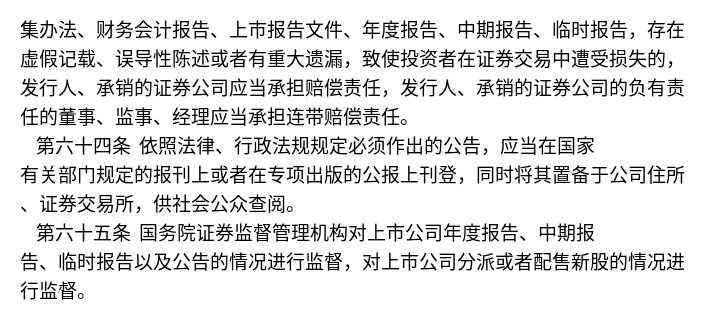 集办法、财务会计报告、上市报告文件、年度报告、中期报告、临时报告，存在
虚假记载、误导性陈述或者有重大遗漏，致使投资者在证券交易中遭受损失的，
发行人、承销的证券公司应当承担赔偿责任，发行人、承销的证券公司的负有责
任的董事、监事、经理应当承担连带赔偿责任。
第六十四条 依照法律、行政法规规定必须作出的公告，应当在国家
有关部门规定的报刊上或者在专项出版的公报上刊登，同时将其置备于公司住所
、证券交易所，供社会公众查阅。
第六十五条 国务院证券监督管理机构对上市公司年度报告、中期报
告、临时报告以及公告的情况进行监督，对上市公司分派或者配售新股的情况进
行监督。